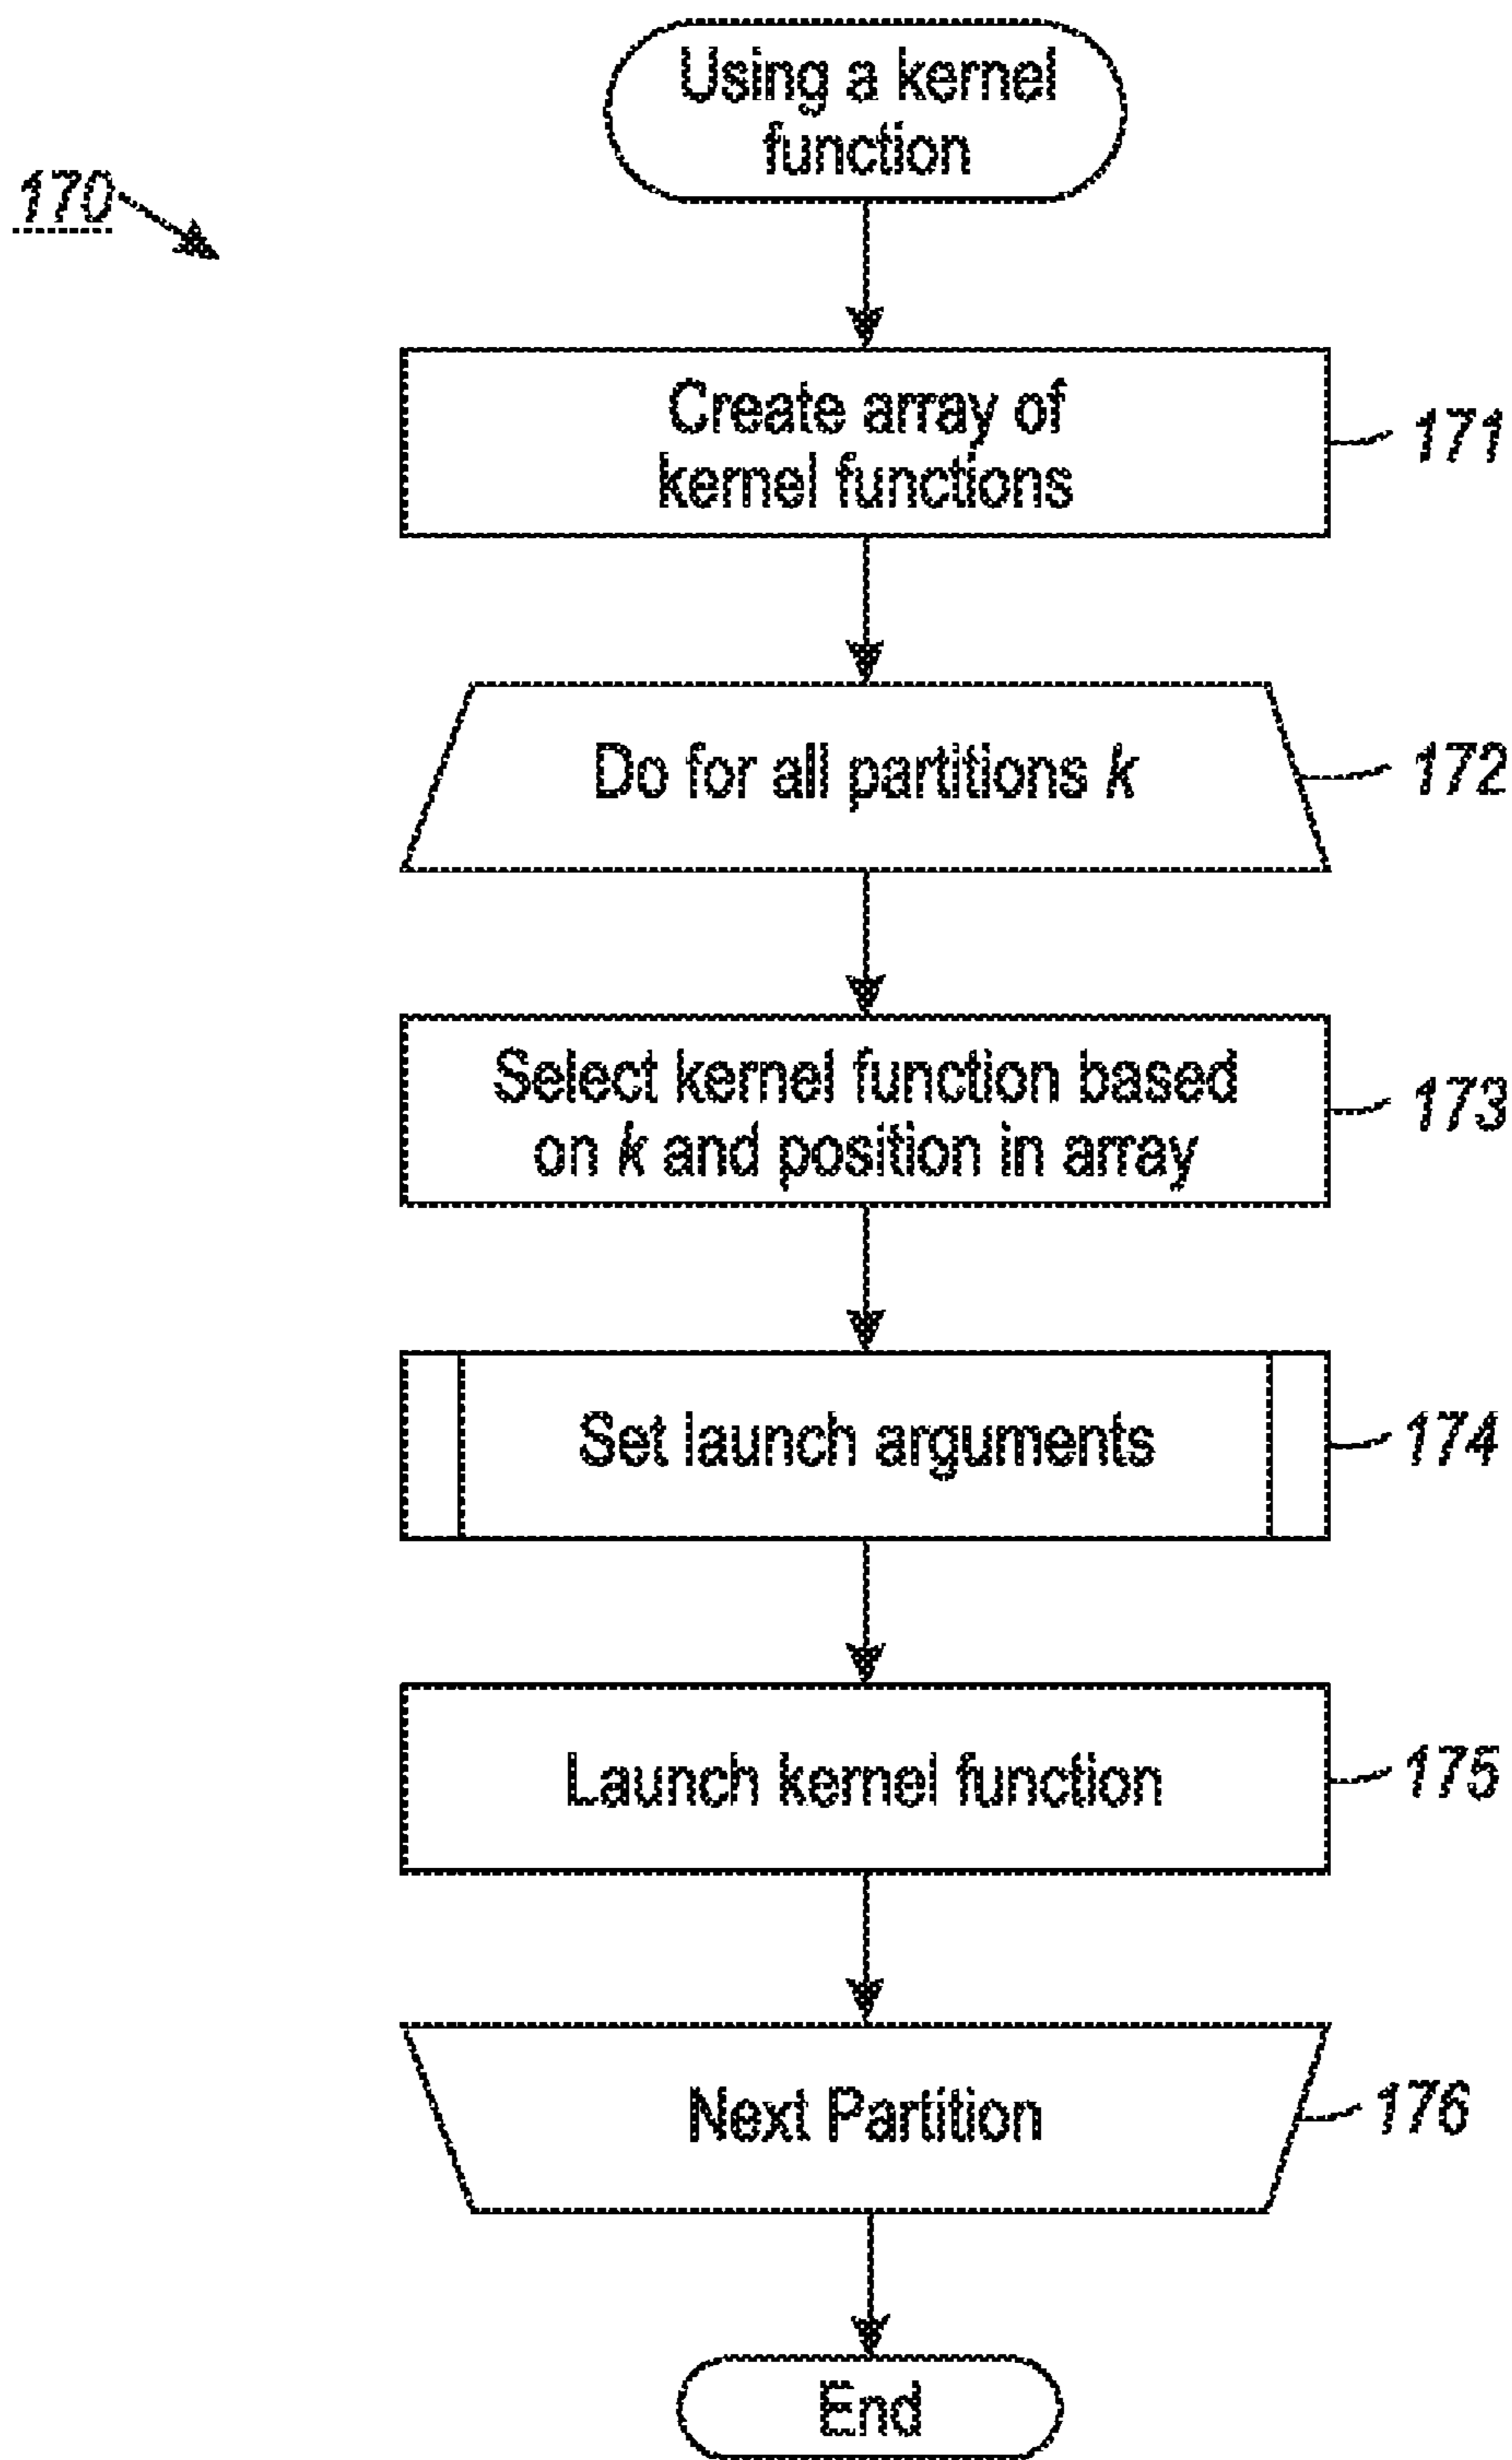 Using a kernel
function
170
Create array of
kernel functions
171
Do for all partitions k
172
Select kernel function based
on k and position in array
173
Set launch arguments
174
Launch kernel function
175
Next Partition
176
End